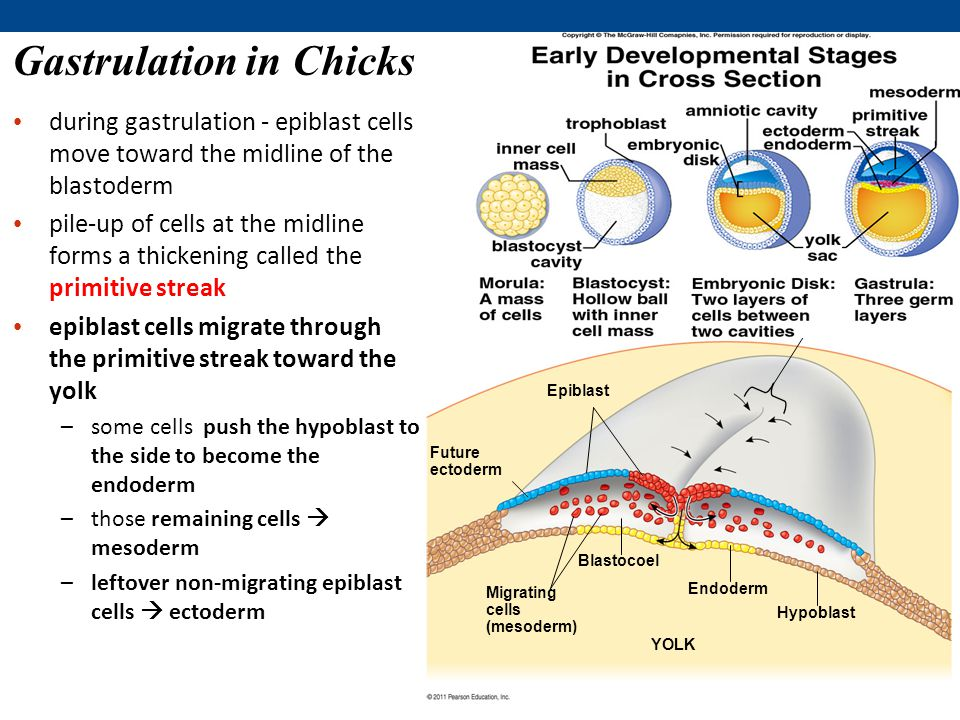 Gastrulation in Chicks
• during gastrulation - epiblast cells
move toward the midline of the
blastoderm
• pile-up of cells at the midline
forms a thickening called the
primitive streak
• epiblast cells migrate through
the primitive streak toward the
yolk
– some cells push the hypoblast to
the side to become the
endoderm
– those remaining cells →
mesoderm
– leftover non-migrating epiblast
cells → ectoderm
Copyright © The McGraw-Hill Comapnies, Inc. Permission required for reproduction or display.
Early Developmental Stages
in Cross Section
inner cell
mass
trophoblast
blastocyst
cavity
embryonic
disk
amniotic cavity
ectoderm
endoderm
primitive
streak
mesoderm
yolk
sac
Morula:
A mass
of cells
Blastocyst:
Hollow ball
with inner
cell mass
Embryonic Disk:
Two layers of
cells between
two cavities
Gastrula:
Three germ
layers
Epiblast
Future
ectoderm
Blastocoel
Migrating
cells
(mesoderm)
Endoderm
Hypoblast
YOLK
© 2011 Pearson Education, Inc.